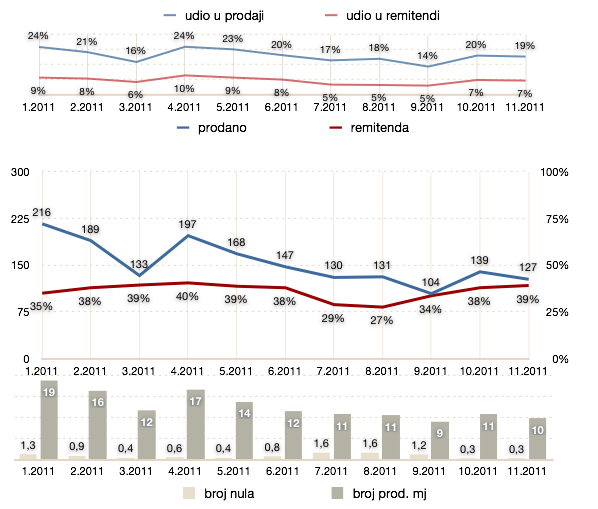 udio u prodaji udio u remitendi
24% 21% 16% 24% 23% 20% 17% 18% 14% 20% 19%
9% 8% 6% 10% 9% 8% 5% 5% 5% 7% 7%
1.2011 2.2011 3.2011 4.2011 5.2011 6.2011 7.2011 8.2011 9.2011 10.2011 11.2011
prodano remitenda
300 100%
225 75%
150 50%
75 25%
0 0%
216 189 133 197 168 147 130 131 104 139 127
35% 38% 39% 40% 39% 38% 29% 27% 34% 38% 39%
1.2011 2.2011 3.2011 4.2011 5.2011 6.2011 7.2011 8.2011 9.2011 10.2011 11.2011
19 16 12 17 14 12 11 11 9 11 10
1,3 0,9 0,4 0,6 0,4 0,8 1,6 1,6 1,2 0,3 0,3
1.2011 2.2011 3.2011 4.2011 5.2011 6.2011 7.2011 8.2011 9.2011 10.2011 11.2011
broj nula broj prod. mj